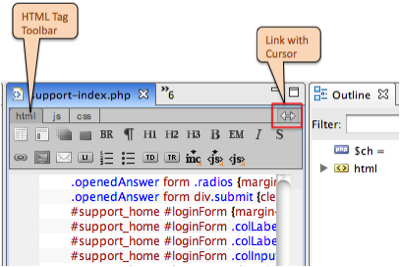 HTML Tag
Toolbar
Link with
Cursor
support-index.php
»6
Outline
html js css
Filter:
BR ¶ H1 H2 H3 B EM I S
LI TD TR inc <js> <js>
$ch =
html
.openedAnswer form .radios {margin
.openedAnswer form div.submit {cle
#support_home #loginForm {margin-
#support_home #loginForm .colLabe
#support_home #loginForm .colLabe
#support_home #loginForm .colInpu